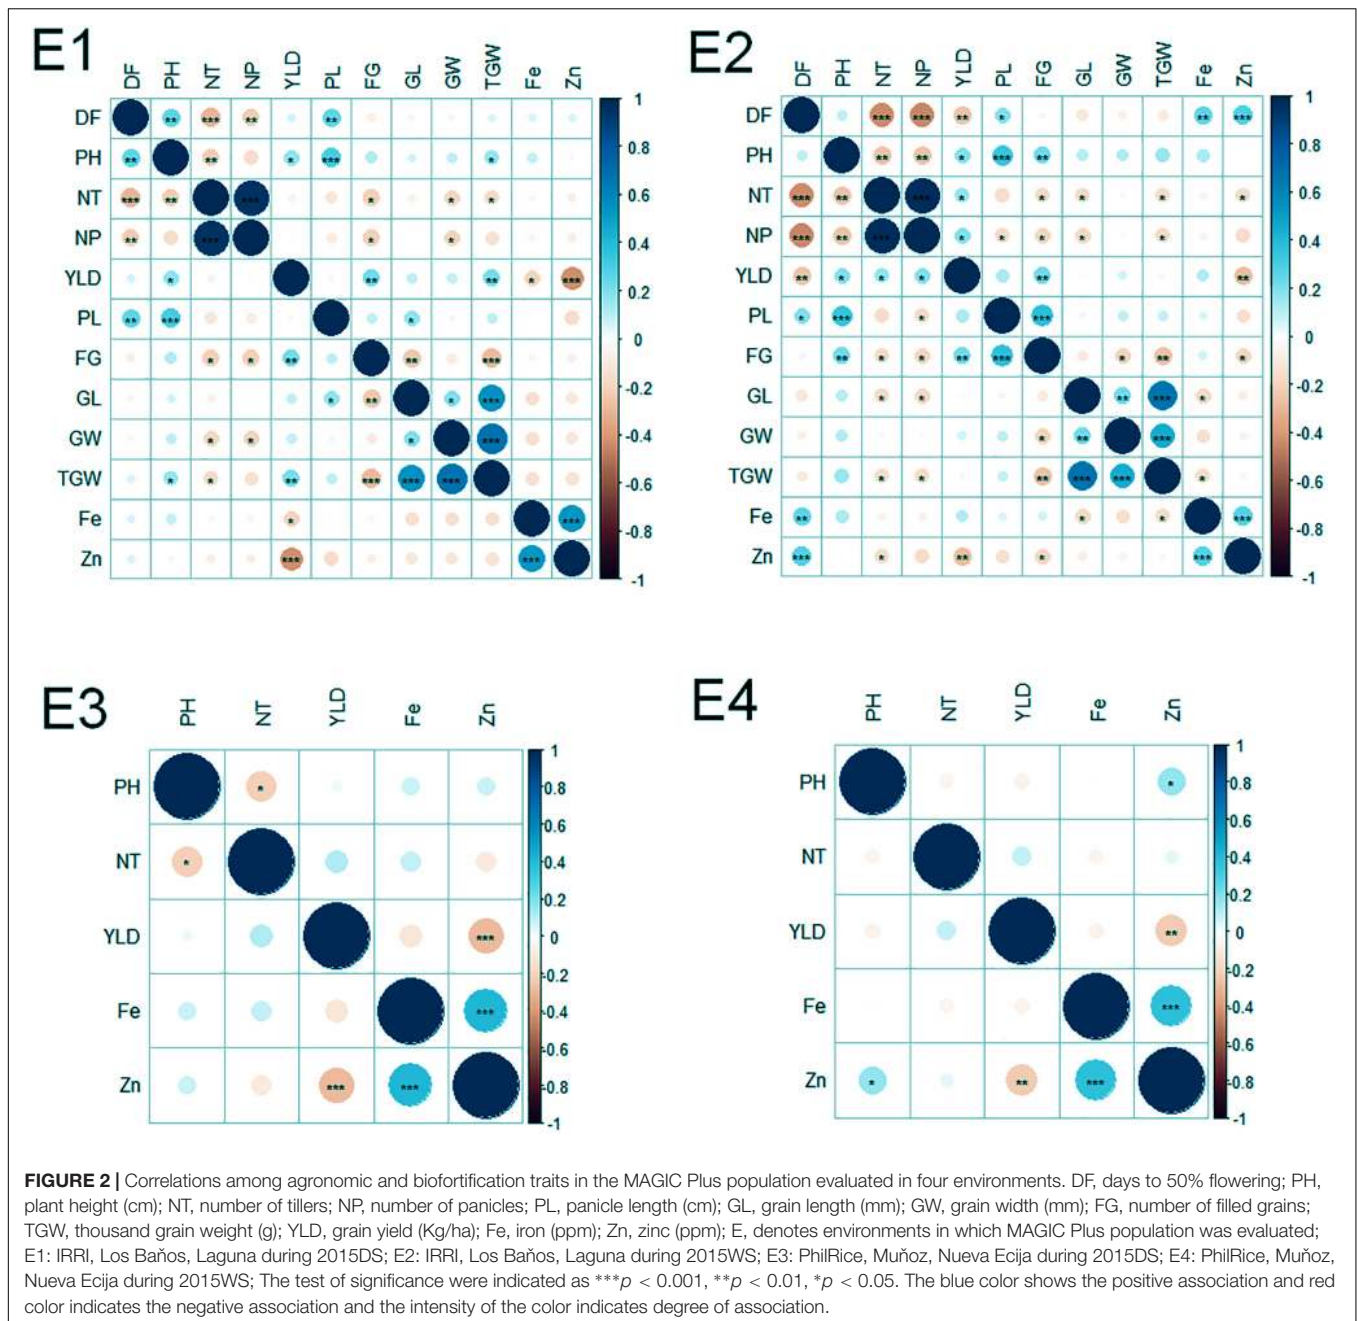 E1
DF PH NT NP YLD PL FG GL GW TGW Fe Zn
DF ** *** ** ** 1
PH ** ** * *** * 0.8
NT *** ** *** * * * 0.6
NP ** *** * * 0.4
YLD * ** ** * *** 0.2
PL ** *** * 0
FG * * ** ** *** -0.2
GL * ** * ***
GW * * * *** -0.4
TGW * * ** *** *** *** -0.6
Fe * *** -0.8
Zn *** *** -1
E2
DF PH NT NP YLD PL FG GL GW TGW Fe Zn
DF *** *** ** * ** *** 1
PH ** ** * *** ** 0.8
NT *** ** *** * * * * * 0.6
NP *** ** *** * * * * * 0.4
YLD ** * * * ** ** 0.2
PL * *** * *** 0
FG ** * * ** *** * ** * -0.2
GL * * ** *** *
GW * ** *** -0.4
TGW * * ** *** *** * -0.6
Fe ** * * *** -0.8
Zn *** * ** * *** -1
E3
PH NT YLD Fe Zn
1
PH * 0.8
0.6
NT * 0.4
0.2
YLD *** 0
-0.2
Fe *** -0.4
-0.6
Zn *** *** -0.8
-1
E4
PH NT YLD Fe Zn
1
PH * 0.8
0.6
NT 0.4
0.2
YLD ** 0
-0.2
Fe *** -0.4
-0.6
Zn * ** *** -0.8
-1
FIGURE 2 | Correlations among agronomic and biofortification traits in the MAGIC Plus population evaluated in four environments. DF, days to 50% flowering; PH,
plant height (cm); NT, number of tillers; NP, number of panicles; PL, panicle length (cm); GL, grain length (mm); GW, grain width (mm); FG, number of filled grains;
TGW, thousand grain weight (g); YLD, grain yield (Kg/ha); Fe, iron (ppm); Zn, zinc (ppm); E, denotes environments in which MAGIC Plus population was evaluated;
E1: IRRI, Los Baňos, Laguna during 2015DS; E2: IRRI, Los Baňos, Laguna during 2015WS; E3: PhilRice, Muňoz, Nueva Ecija during 2015DS; E4: PhilRice, Muňoz,
Nueva Ecija during 2015WS; The test of significance were indicated as ***p < 0.001, **p < 0.01, *p < 0.05. The blue color shows the positive association and red
color indicates the negative association and the intensity of the color indicates degree of association.